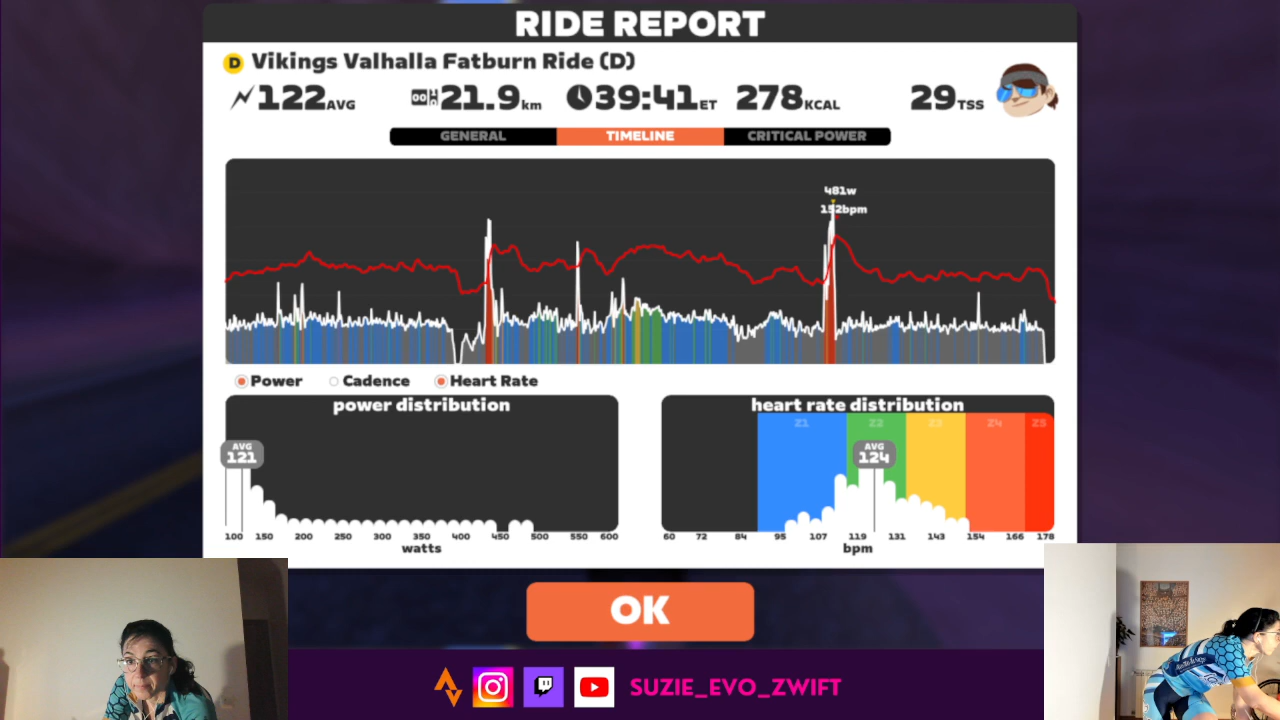 RIDE REPORT
D Vikings Valhalla Fatburn Ride (D)
122AVG 21.9km 39:41ET 278KCAL 29TSS
GENERAL TIMELINE CRITICAL POWER
481w
152bpm
Power Cadence Heart Rate
power distribution
AVG
121
100 150 200 250 300 350 400 450 500 550 600
watts
heart rate distribution
Z1 Z2 Z3 Z4 Z5
AVG
124
60 72 84 95 107 119 131 143 154 166 178
bpm
OK
SUZIE_EVO_ZWIFT